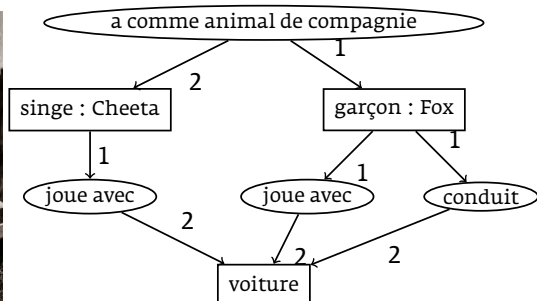 a comme animal de compagnie
1
2
singe : Cheeta
garçon : Fox
1
1
1
joue avec
joue avec
conduit
2
2
2
voiture